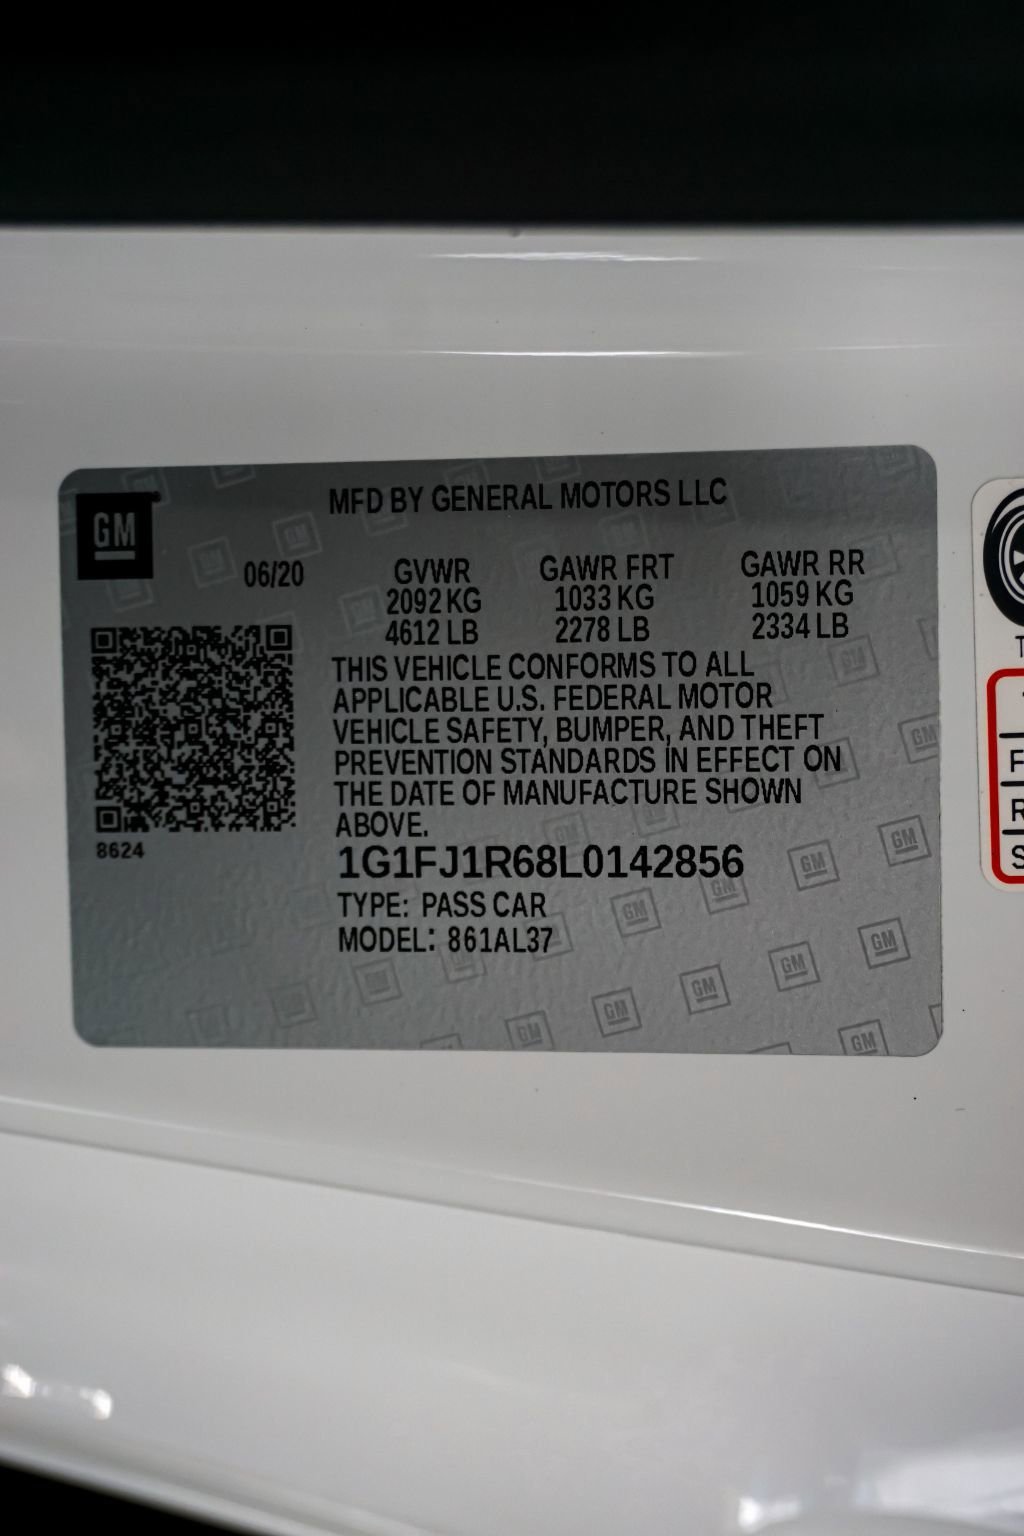 MFD BY GENERAL MOTORS LLC
GM
06/20 GVWR GAWR FRT GAWR RR
2092 KG 1033 KG 1059 KG
4612 LB 2278 LB 2334 LB
THIS VEHICLE CONFORMS TO ALL
APPLICABLE U.S. FEDERAL MOTOR
VEHICLE SAFETY, BUMPER, AND THEFT
PREVENTION STANDARDS IN EFFECT ON
THE DATE OF MANUFACTURE SHOWN
ABOVE.
8624
1G1FJ1R68L0142856
TYPE: PASS CAR
MODEL: 861AL37